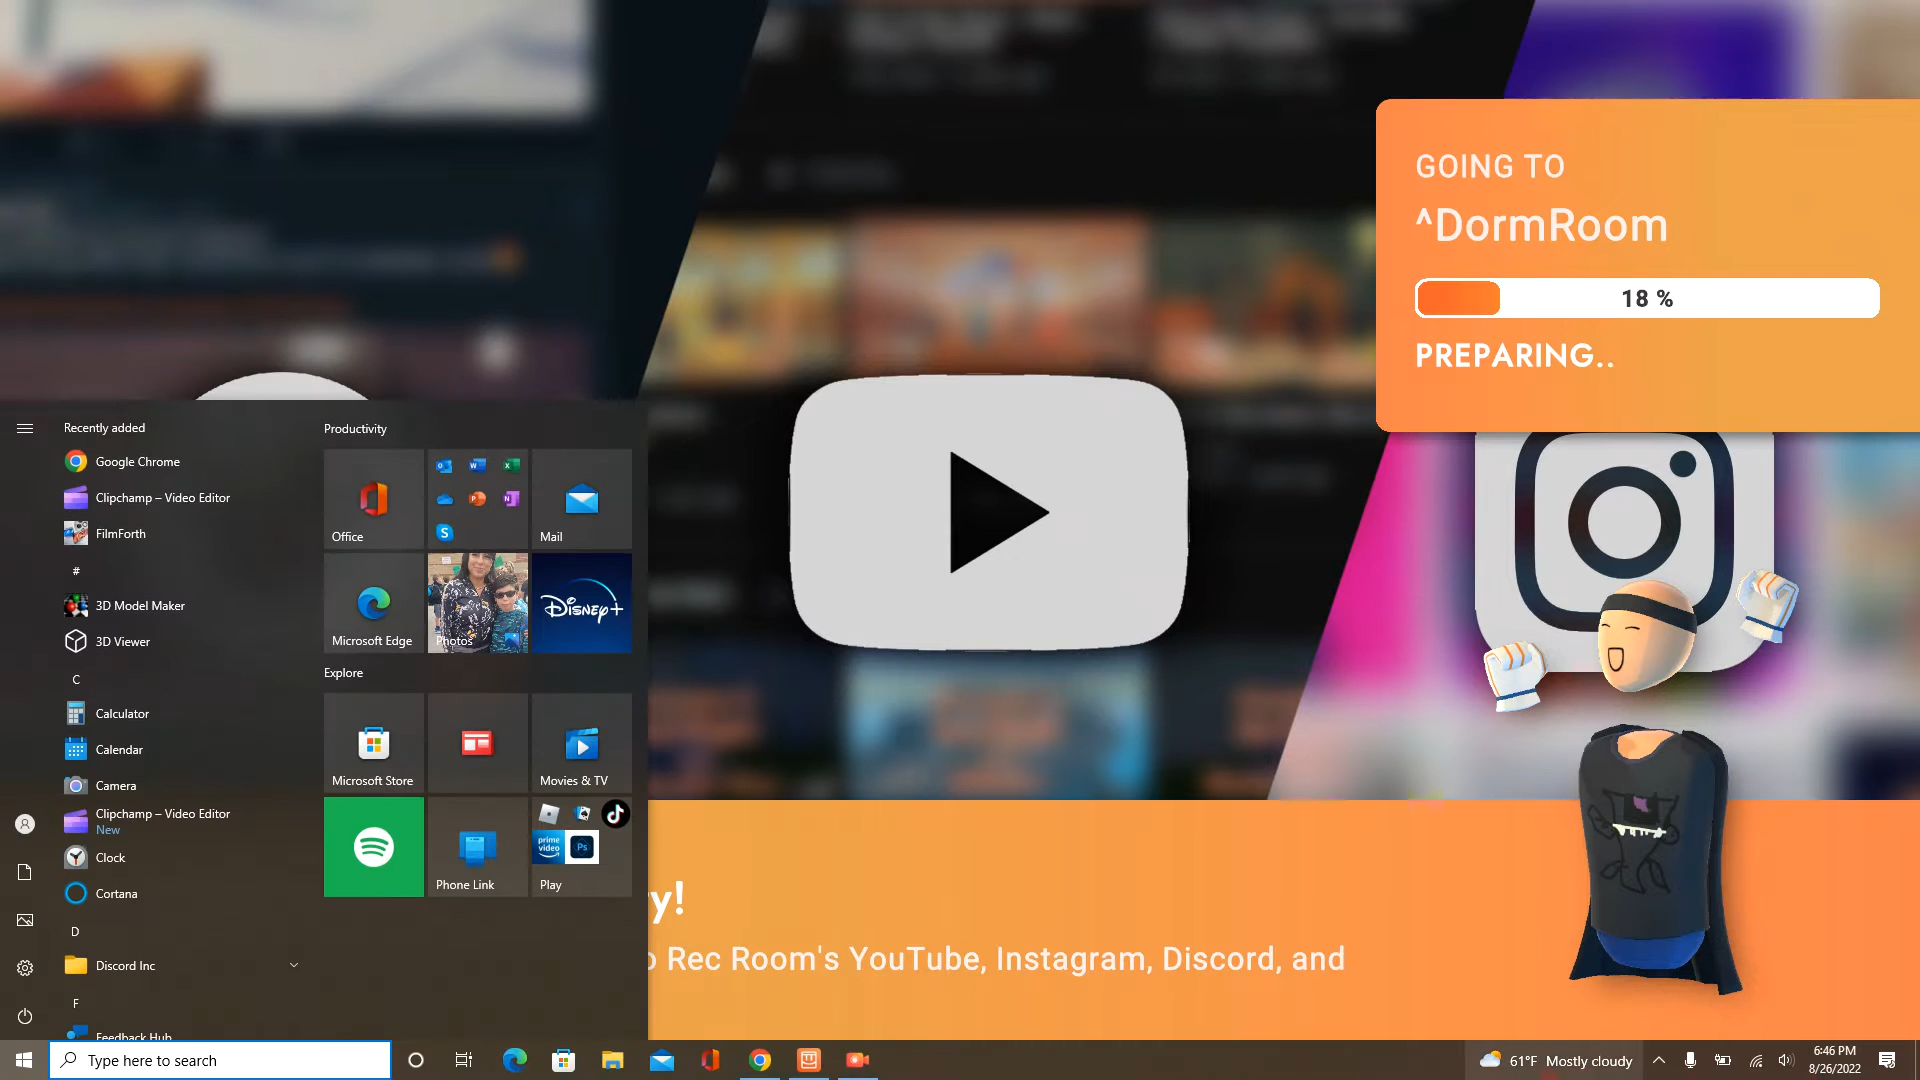 GOING TO
^DormRoom
18 %
PREPARING..
Recently added
Google Chrome
Clipchamp – Video Editor
FilmForth
#
3D Model Maker
3D Viewer
C
Calculator
Calendar
Camera
Clipchamp – Video Editor
New
Clock
Cortana
D
Discord Inc
F
Feedback Hub
Productivity
Office
Mail
Microsoft Edge
Photos
Disney+
Explore
Microsoft Store
Movies & TV
Phone Link
prime video
Ps
Play
y!
o Rec Room's YouTube, Instagram, Discord, and
Type here to search
61°F Mostly cloudy
6:46 PM
8/26/2022